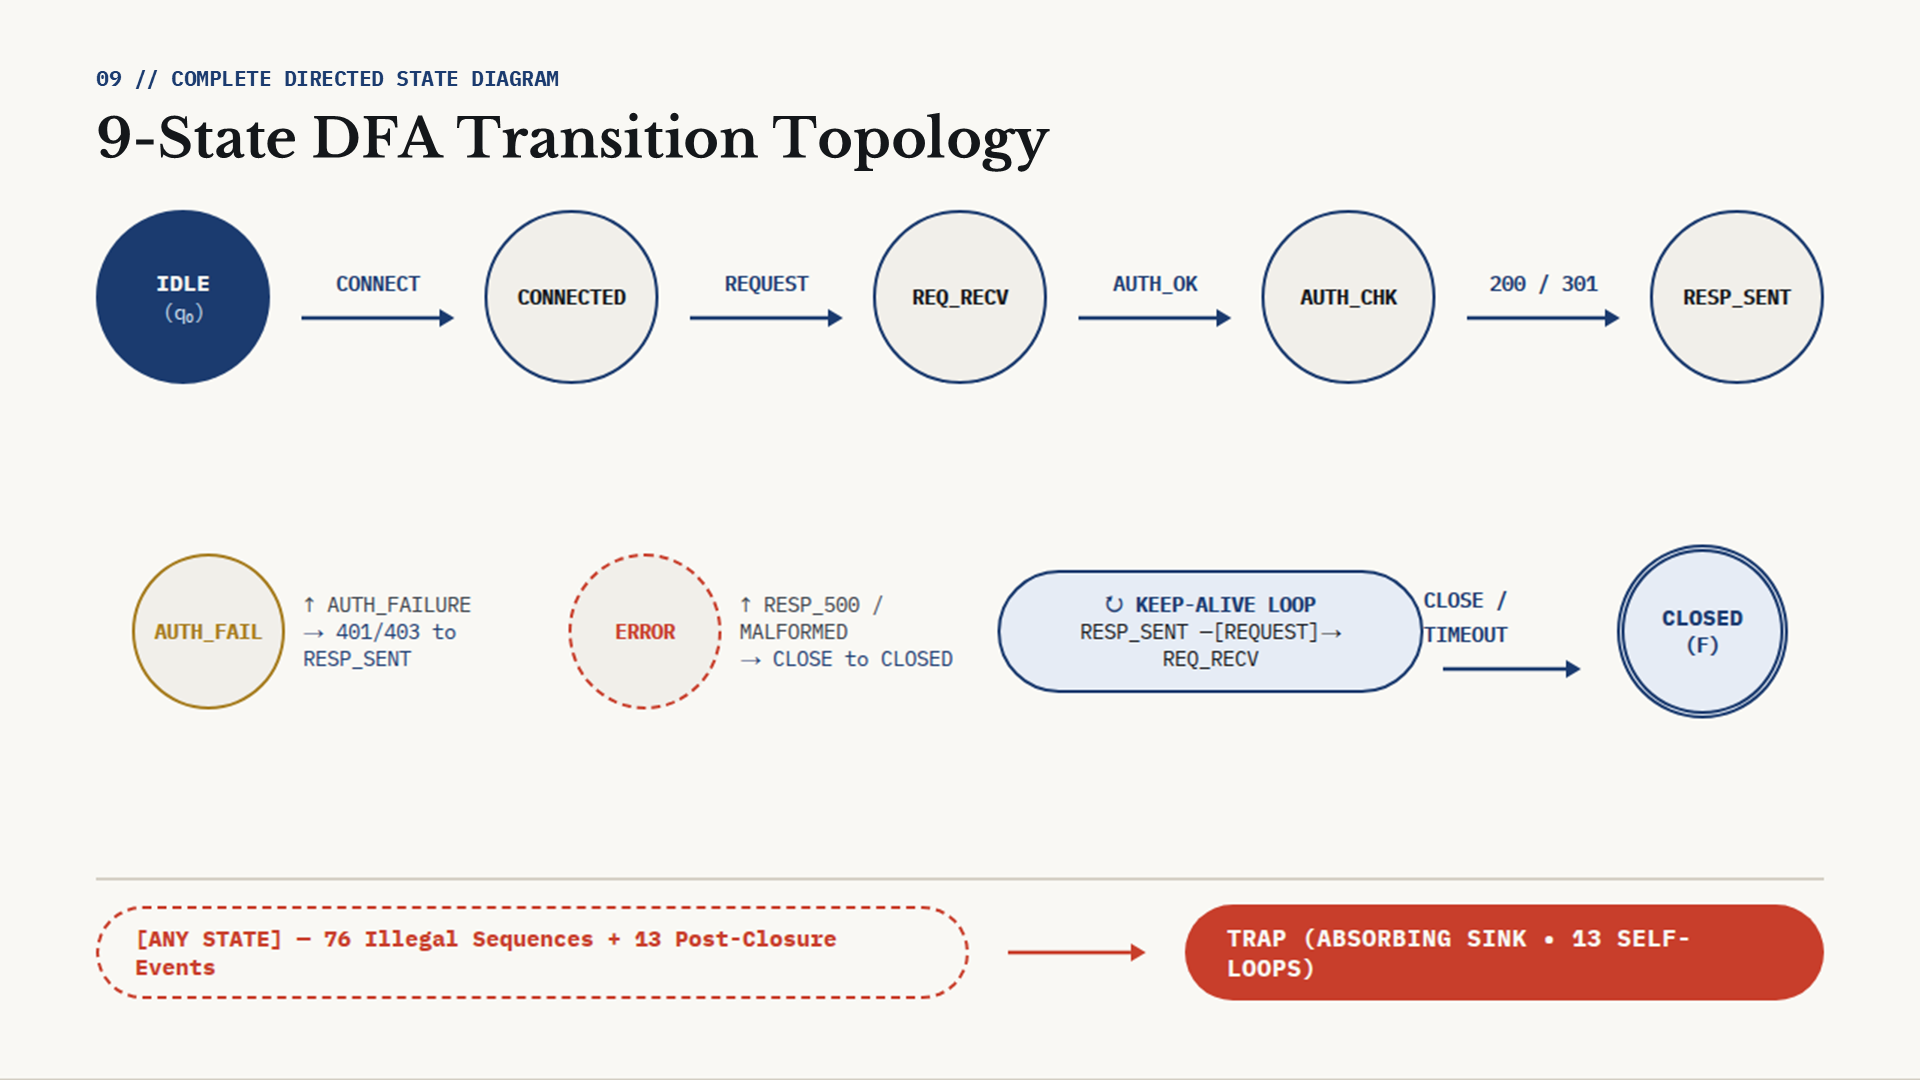 09 // COMPLETE DIRECTED STATE DIAGRAM
9-State DFA Transition Topology
IDLE
(q₀)
CONNECT
CONNECTED
REQUEST
REQ_RECV
AUTH_OK
AUTH_CHK
200 / 301
RESP_SENT
AUTH_FAIL
↑ AUTH_FAILURE
→ 401/403 to
RESP_SENT
ERROR
↑ RESP_500 /
MALFORMED
→ CLOSE to CLOSED
↻ KEEP-ALIVE LOOP
RESP_SENT —[REQUEST]→
REQ_RECV
CLOSE /
TIMEOUT
CLOSED
(F)
[ANY STATE] — 76 Illegal Sequences + 13 Post-Closure
Events
TRAP (ABSORBING SINK • 13 SELF-
LOOPS)